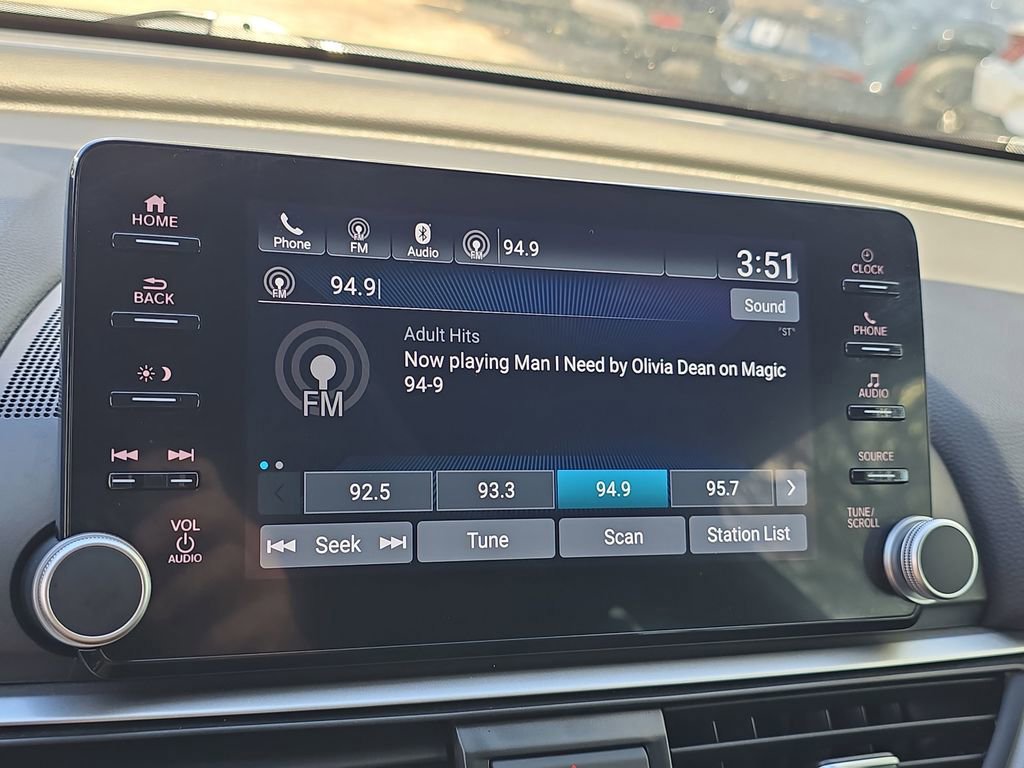 HOME
BACK
VOL
AUDIO
Phone
FM
FM
Audio
FM
94.9
3:51
FM
94.9
Sound
"ST"
FM
Adult Hits
Now playing Man I Need by Olivia Dean on Magic
94-9
92.5
93.3
94.9
95.7
Seek
Tune
Scan
Station List
CLOCK
PHONE
AUDIO
SOURCE
TUNE/
SCROLL